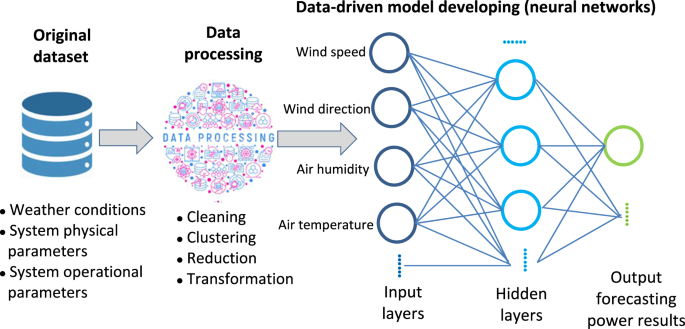 Data-driven model developing (neural networks)
Original
dataset
Data
processing
DATA PROCESSING
Wind speed
Wind direction
Air humidity
Air temperature
• Weather conditions
• System physical
parameters
• System operational
parameters
• Cleaning
• Clustering
• Reduction
• Transformation
Input
layers
Hidden
layers
Output
forecasting
power results